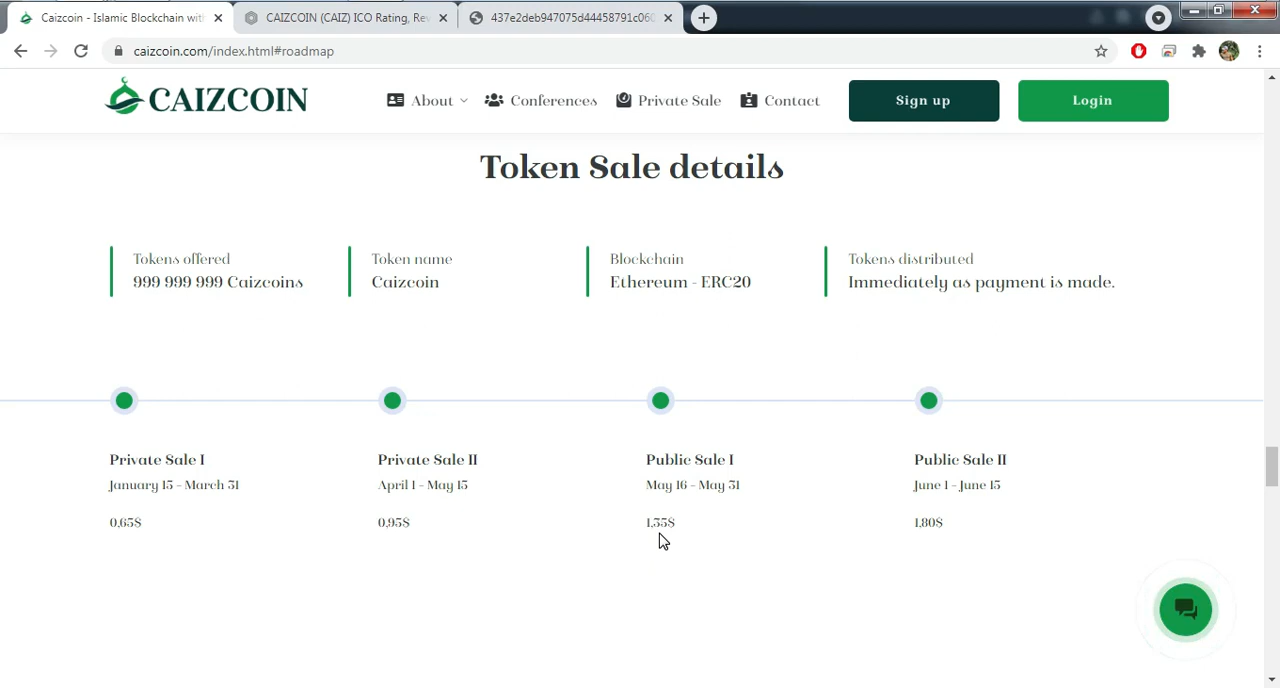 Caizcoin - Islamic Blockchain with
CAIZCOIN (CAIZ) ICO Rating, Rev
437e2deb947075d44458791c060
caizcoin.com/index.html#roadmap
CAIZCOIN
About
Conferences
Private Sale
Contact
Sign up
Login
Token Sale details
Tokens offered
999 999 999 Caizcoins
Token name
Caizcoin
Blockchain
Ethereum - ERC20
Tokens distributed
Immediately as payment is made.
Private Sale I
January 15 - March 31
0,65$
Private Sale II
April 1 - May 15
0,95$
Public Sale I
May 16 - May 31
1,35$
Public Sale II
June 1 - June 15
1,80$